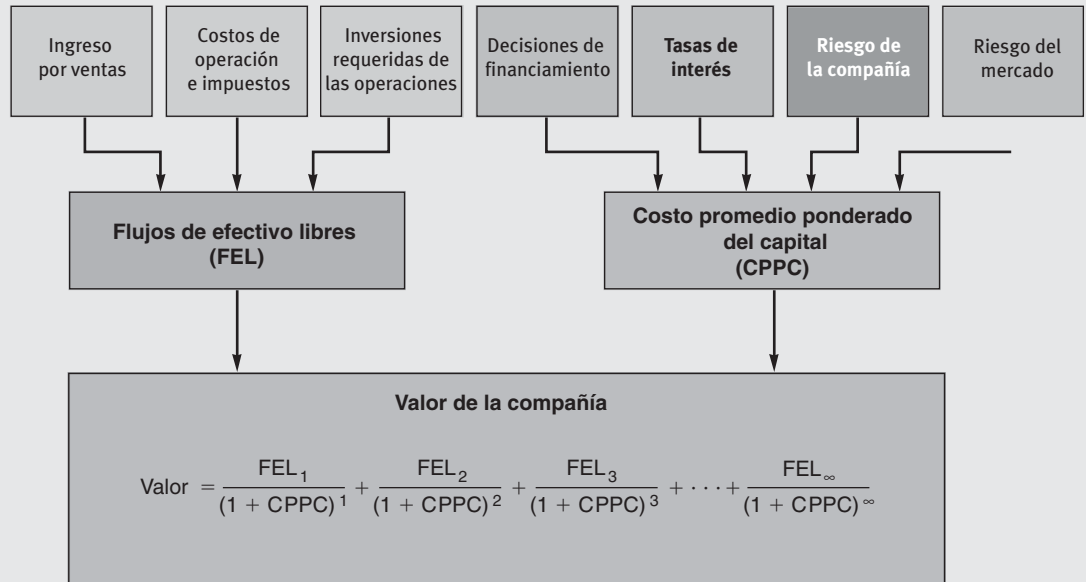 Ingreso
por ventas
Costos de
operación
e impuestos
Inversiones
requeridas de
las operaciones
Decisiones de
financiamiento
Tasas de
interés
Riesgo de
la compañía
Riesgo del
mercado
Flujos de efectivo libres
(FEL)
Costo promedio ponderado
del capital
(CPPC)
Valor de la compañía
Valor = FEL₁/(1 + CPPC)¹ + FEL₂/(1 + CPPC)² + FEL₃/(1 + CPPC)³ + · · · + FEL∞/(1 + CPPC)^∞